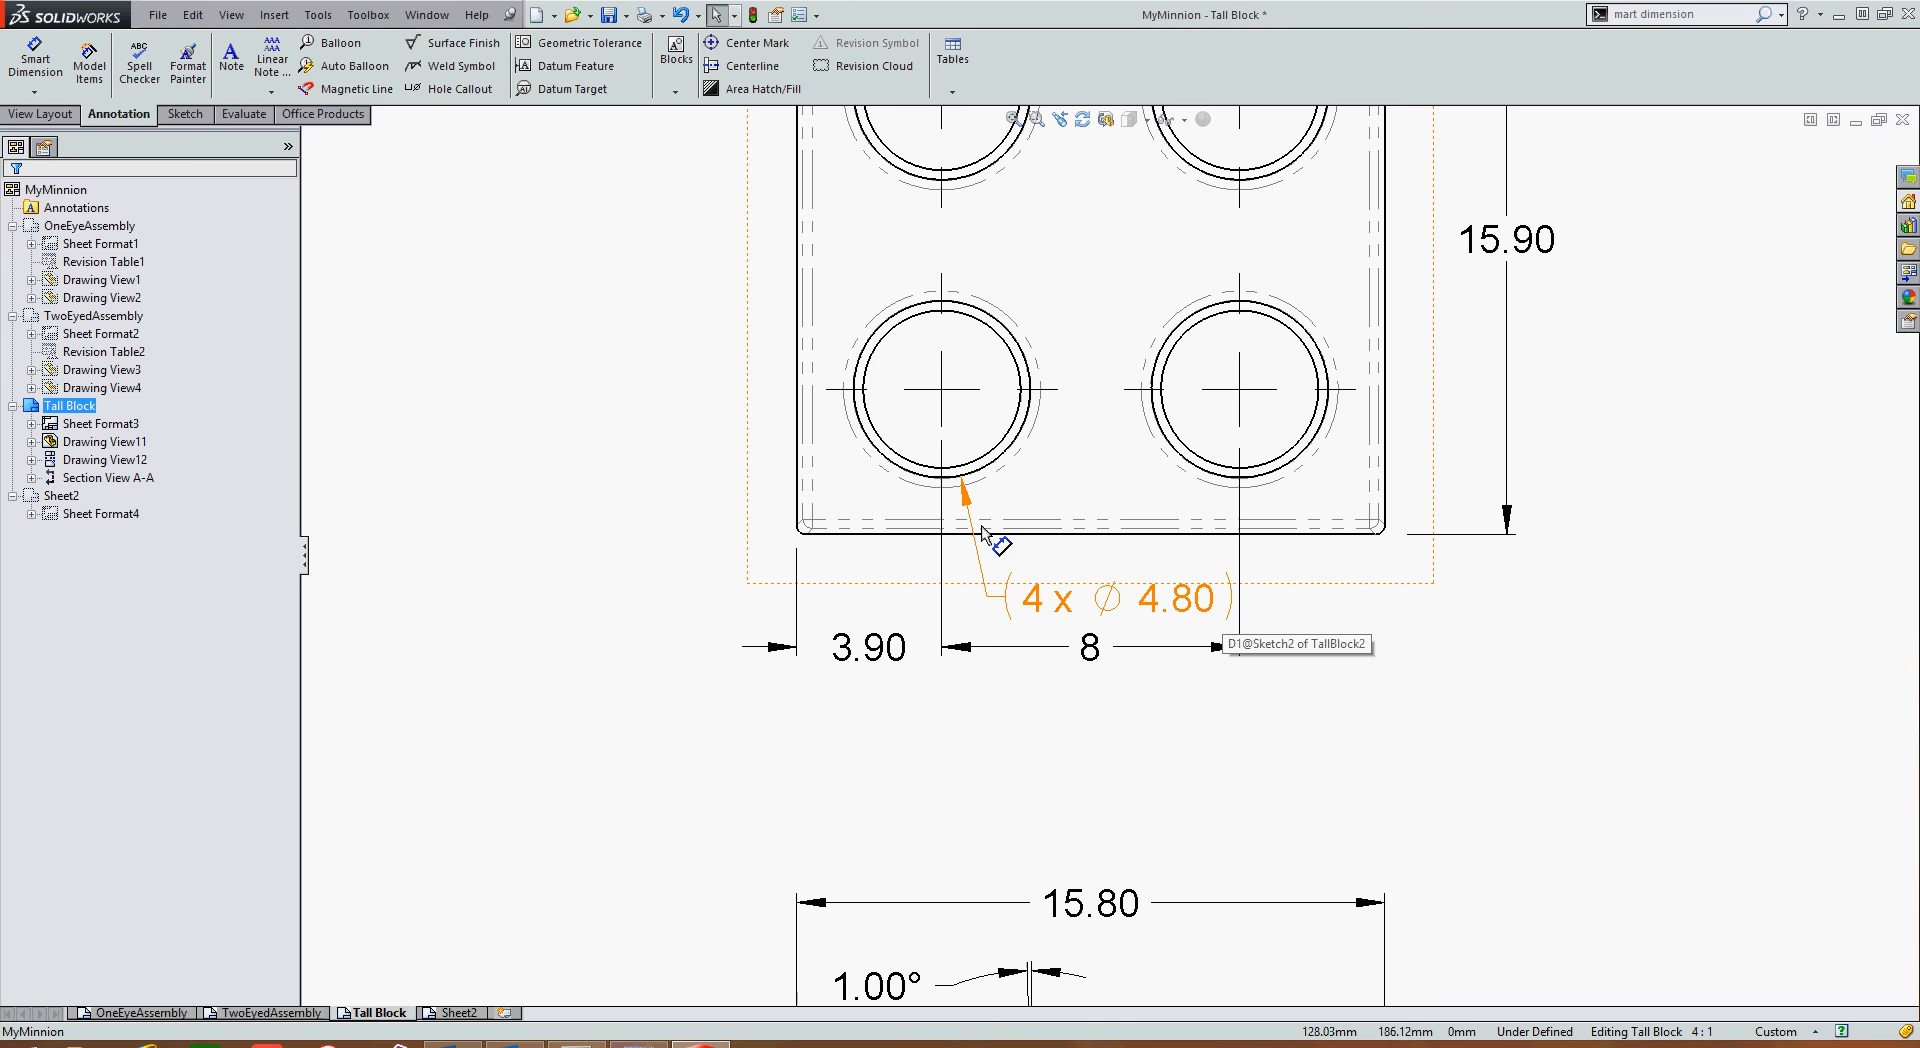 SOLIDWORKS File Edit View Insert Tools Toolbox Window Help MyMinnion - Tall Block * mart dimension
Smart Dimension
Model Items
ABC Spell Checker
Format Painter
A Note
AAA AAA Linear Note ...
Balloon
Auto Balloon
Magnetic Line
Surface Finish
Weld Symbol
Hole Callout
Geometric Tolerance
Datum Feature
Datum Target
Blocks
Center Mark
Centerline
Area Hatch/Fill
Revision Symbol
Revision Cloud
Tables
View Layout Annotation Sketch Evaluate Office Products
MyMinnion
Annotations
OneEyeAssembly
Sheet Format1
Revision Table1
Drawing View1
Drawing View2
TwoEyedAssembly
Sheet Format2
Revision Table2
Drawing View3
Drawing View4
Tall Block
Sheet Format3
Drawing View11
Drawing View12
Section View A-A
Sheet2
Sheet Format4
15.90
(4 x ∅ 4.80)
3.90 8
D1@Sketch2 of TallBlock2
15.80
1.00°
OneEyeAssembly TwoEyedAssembly Tall Block Sheet2
MyMinnion 128.03mm 186.12mm 0mm Under Defined Editing Tall Block 4 : 1 Custom